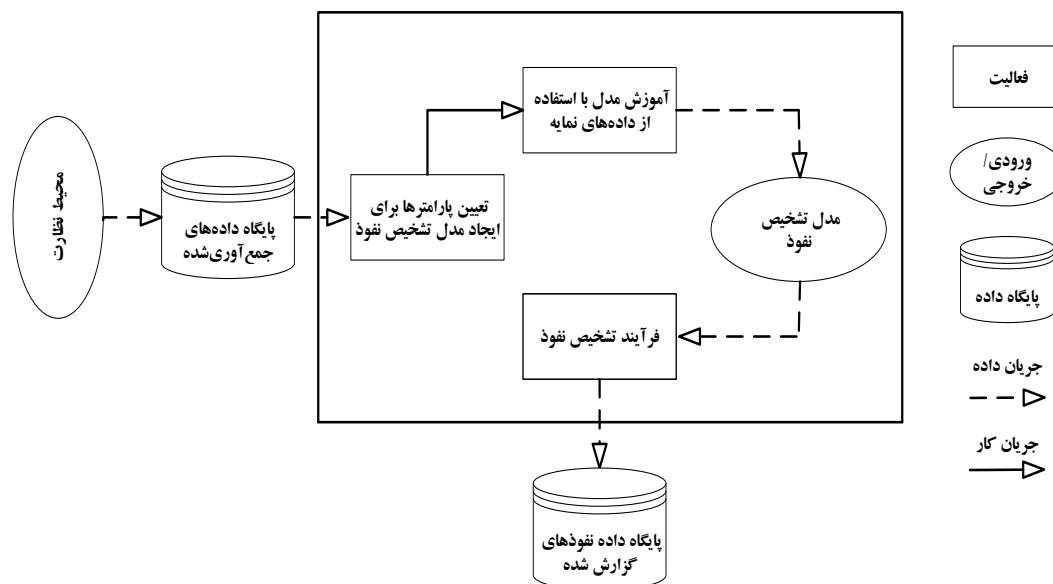 آموزش مدل با استفاده
از داده‌های نمایه
محیط نظارت
پایگاه داده‌های
جمع‌آوری‌شده
تعیین پارامترها برای
ایجاد مدل تشخیص نفوذ
مدل تشخیص
نفوذ
فرآیند تشخیص نفوذ
پایگاه داده نفوذهای
گزارش شده
فعالیت
ورودی/
خروجی
پایگاه داده
جریان داده
جریان کار